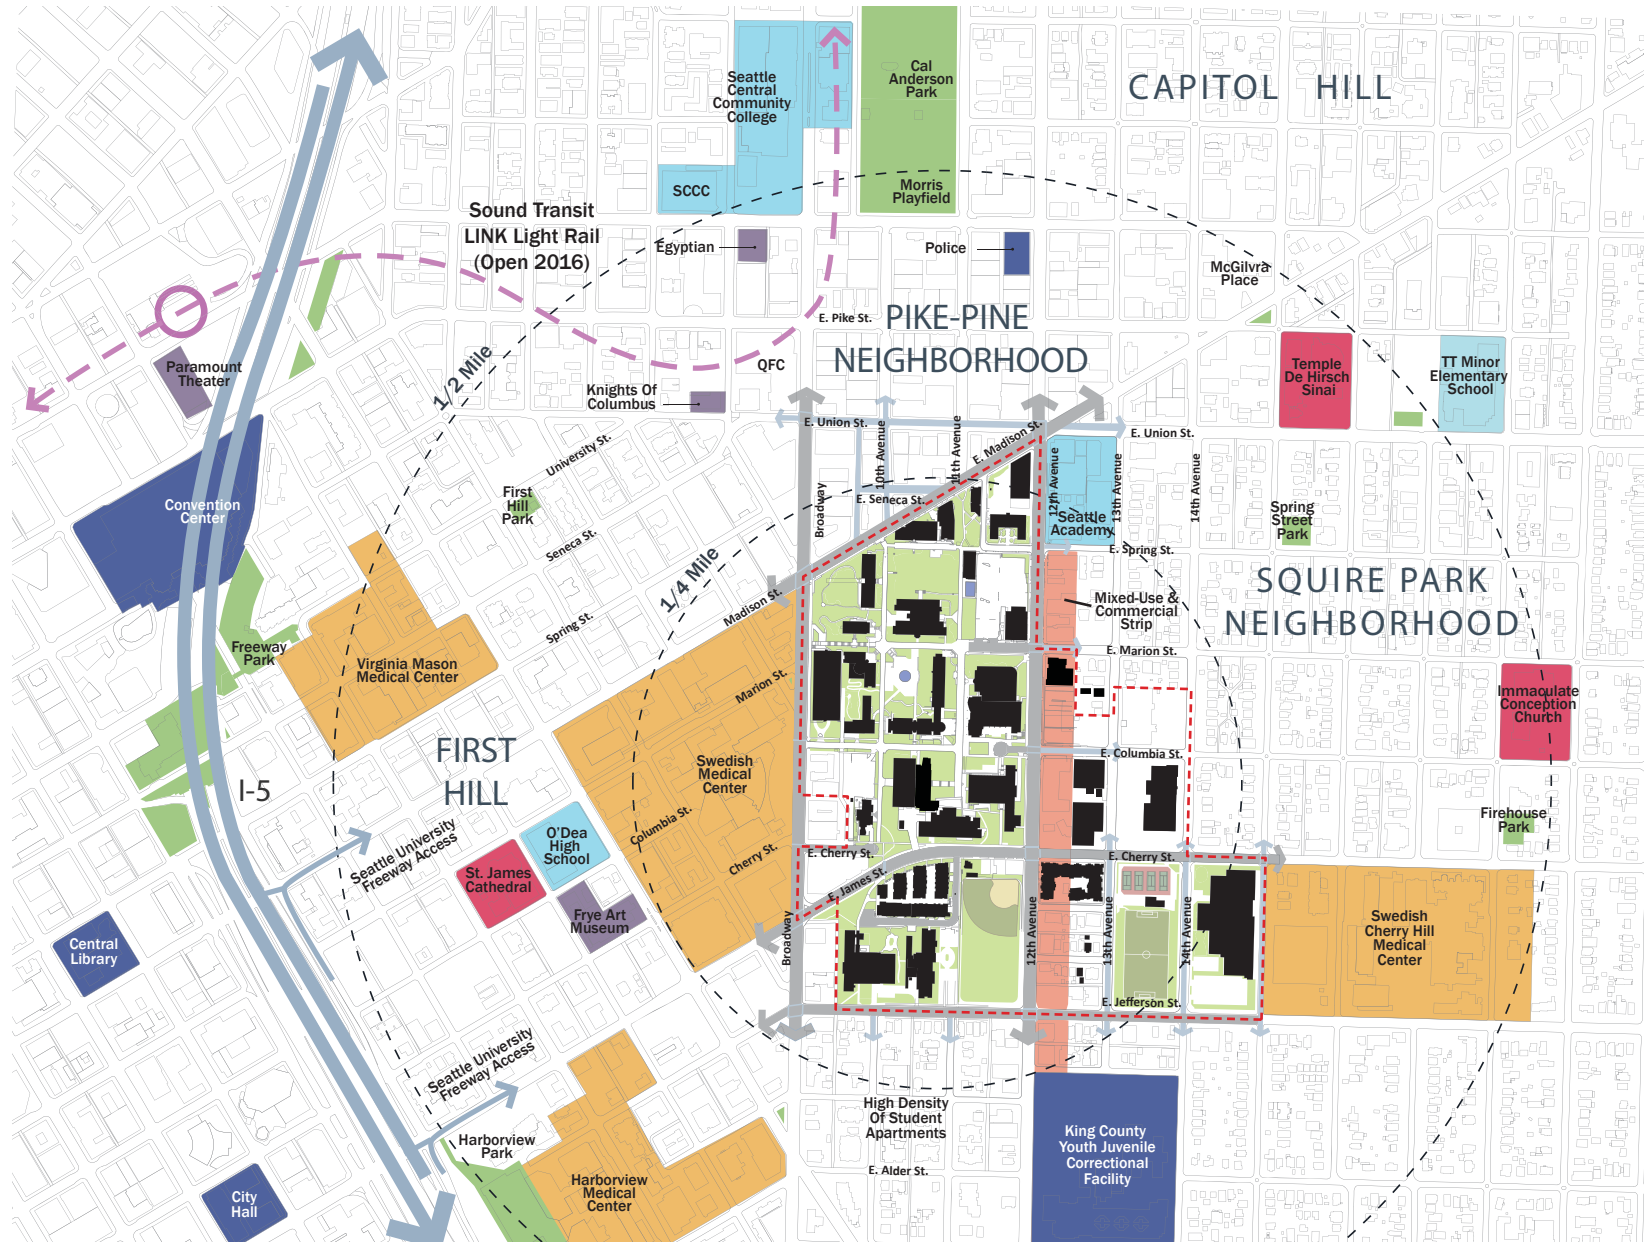 CAPITOL HILL
Seattle
Central
Community
College
Cal
Anderson
Park
SCCC
Morris
Playfield
Sound Transit
LINK Light Rail
(Open 2016)
Egyptian
Police
McGilvra
Place
E. Pike St.
PIKE-PINE
NEIGHBORHOOD
QFC
Paramount
Theater
1/2 Mile
Knights Of
Columbus
Temple
De Hirsch
Sinai
TT Minor
Elementary
School
E. Union St.
E. Union St.
University St.
10th Avenue
11th Avenue
E. Madison St.
12th Avenue
13th Avenue
14th Avenue
Convention
Center
First
Hill
Park
Broadway
E. Seneca St.
Seattle
Academy
Spring
Street
Park
Seneca St.
E. Spring St.
1/4 Mile
Madison St.
Mixed-Use &
Commercial
Strip
SQUIRE PARK
NEIGHBORHOOD
Spring St.
Freeway
Park
Virginia Mason
Medical Center
E. Marion St.
Marion St.
Immaculate
Conception
Church
FIRST
HILL
Swedish
Medical
Center
E. Columbia St.
I-5
Columbia St.
Firehouse
Park
Seattle University
Freeway Access
O'Dea
High
School
Cherry St.
E. Cherry St.
E. Cherry St.
St. James
Cathedral
E. James St.
Frye Art
Museum
Central
Library
Broadway
12th Avenue
13th Avenue
14th Avenue
Swedish
Cherry Hill
Medical
Center
E. Jefferson St.
Seattle University
Freeway Access
High Density
Of Student
Apartments
King County
Youth Juvenile
Correctional
Facility
Harborview
Park
E. Alder St.
City
Hall
Harborview
Medical
Center